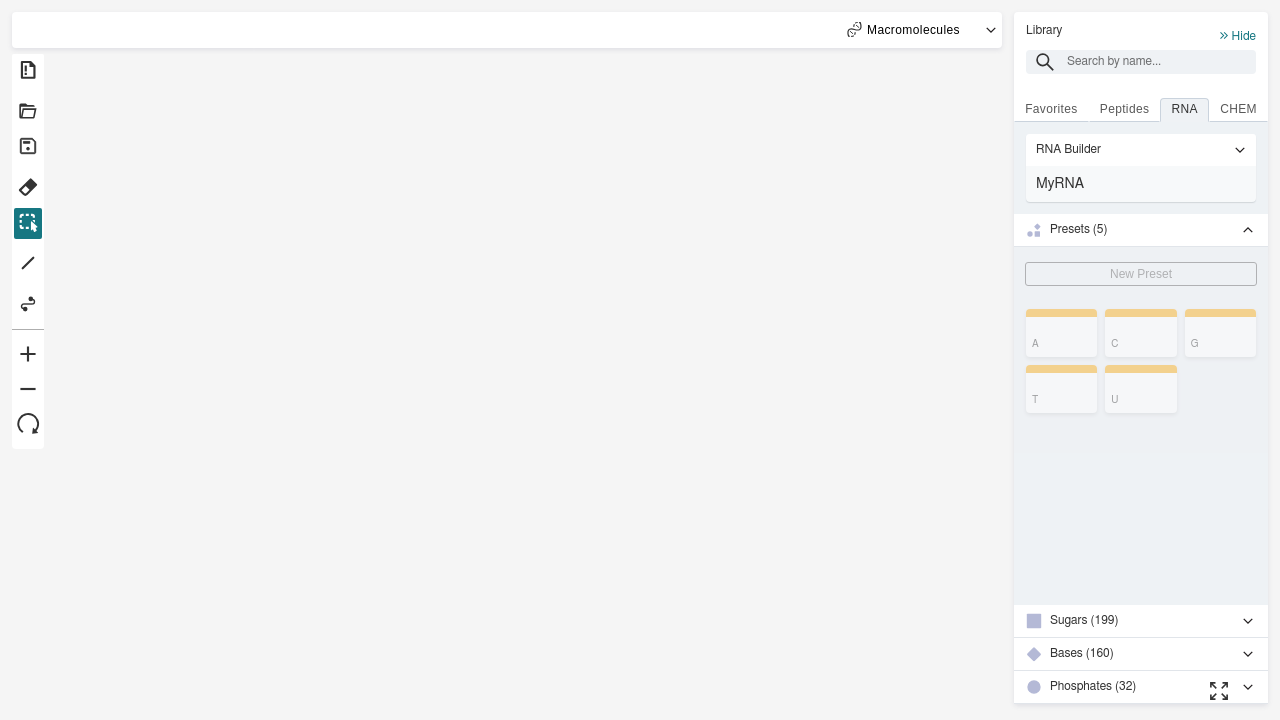 Macromolecules
Library
Hide
Search by name...
Favorites Peptides RNA CHEM
RNA Builder
MyRNA
Presets (5)
New Preset
A C G
T U
Sugars (199)
Bases (160)
Phosphates (32)